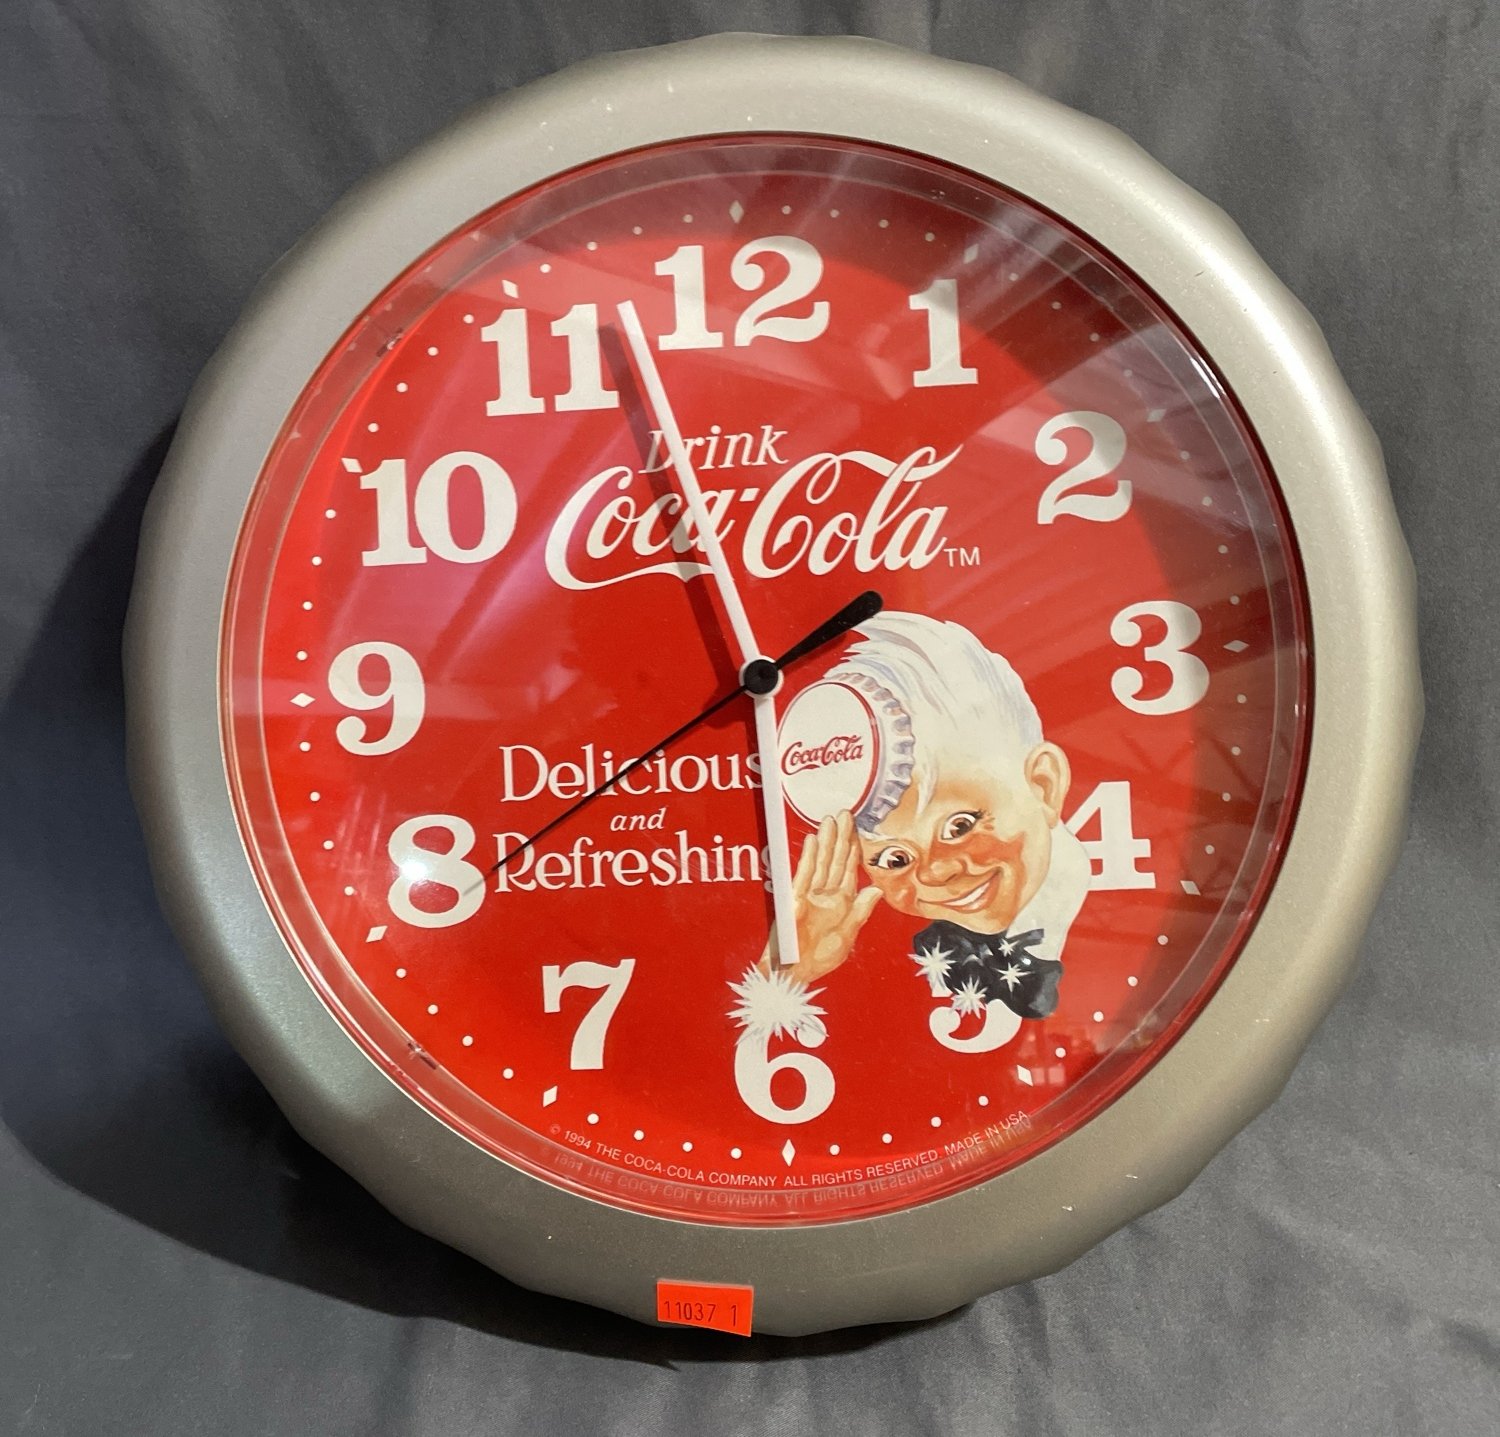 12
11
1
10
2
9
3
8
4
7
5
6
Drink
Coca-Cola TM
Coca-Cola
Delicious
and
Refreshing
© 1994 THE COCA-COLA COMPANY ALL RIGHTS RESERVED. MADE IN USA
11037 1